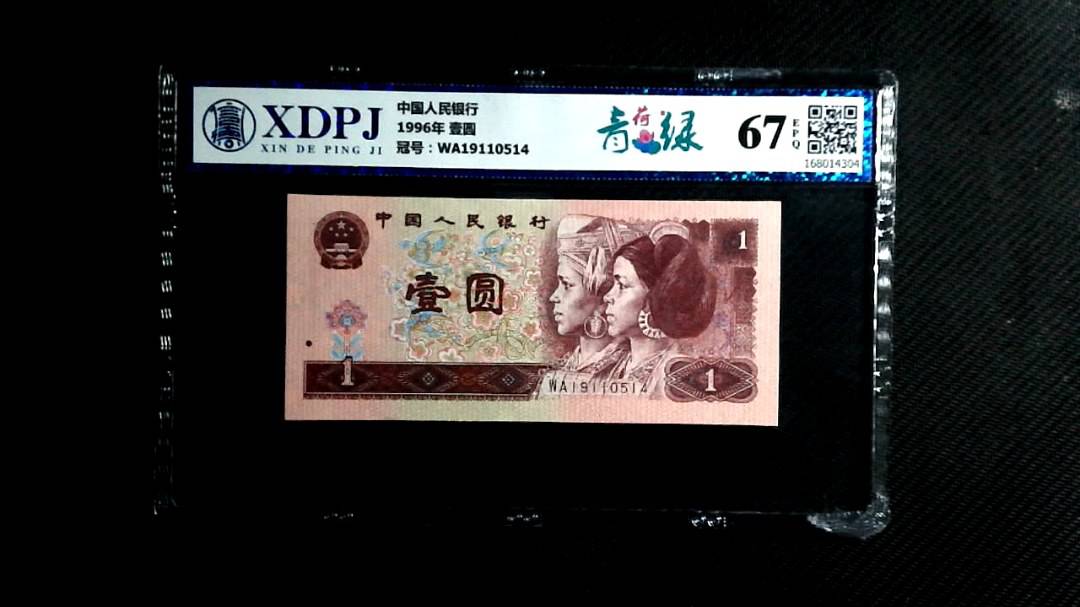 XDPJ
XIN DE PING JI
中国人民银行
1996年 壹圆
冠号：WA19110514
青荷绿
67
EPQ
168014304
中国人民银行
壹圆
1
1
WA19110514
1